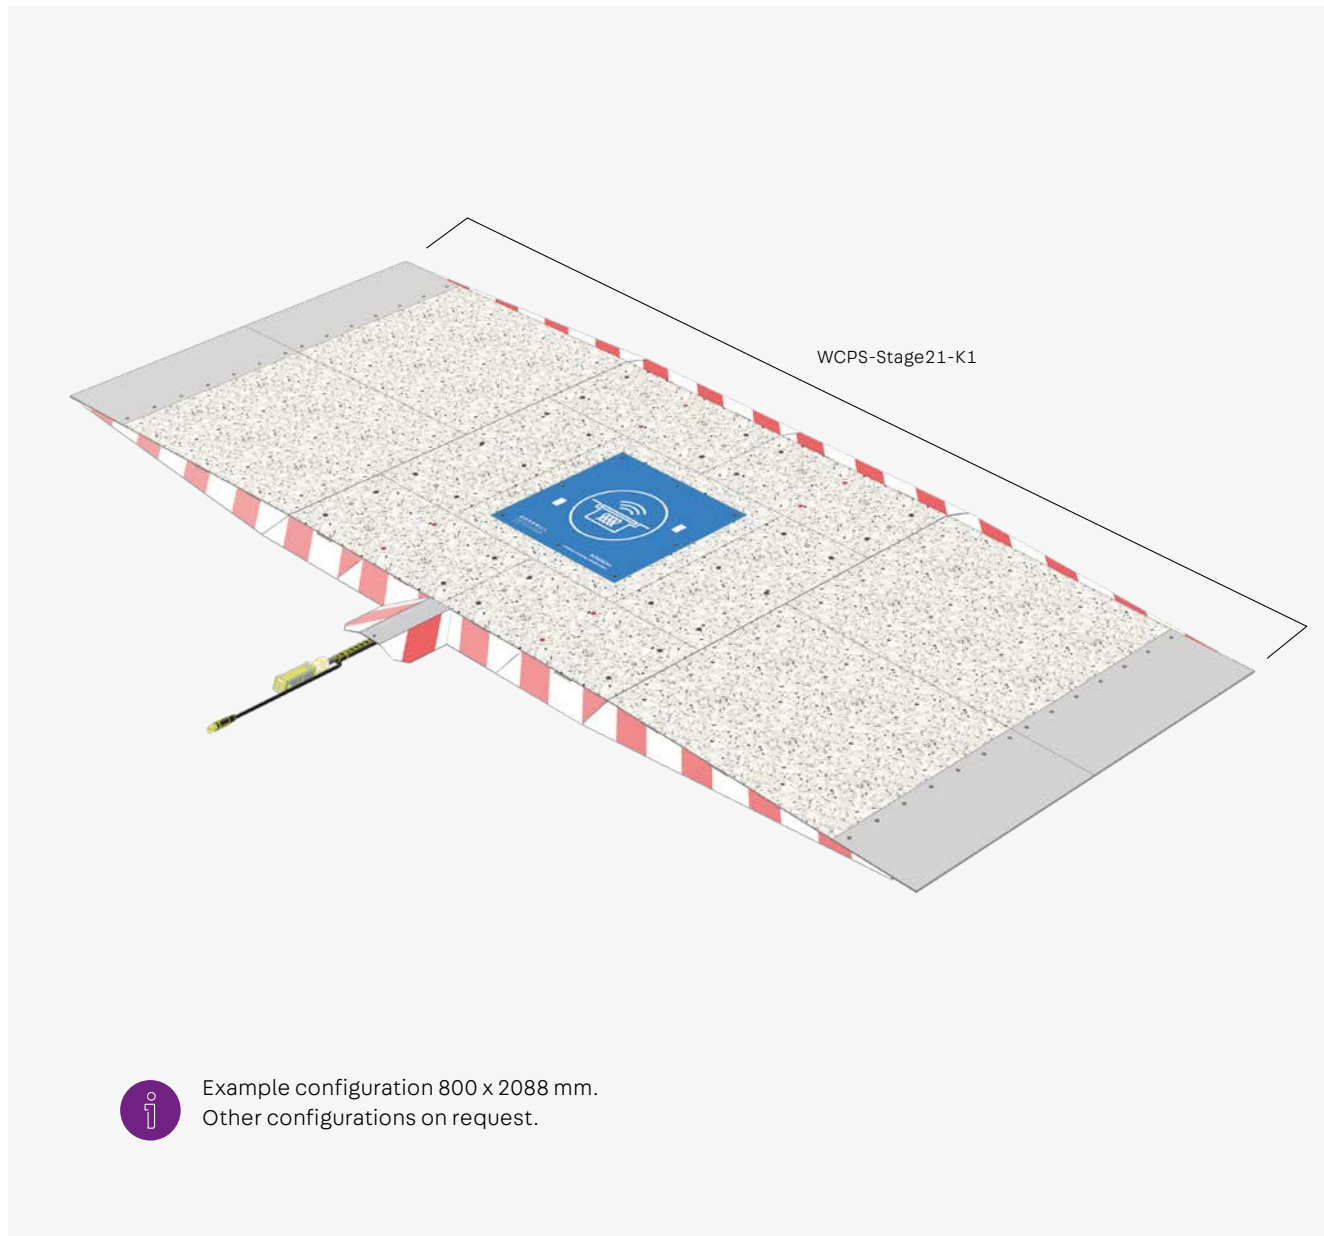 WCPS-Stage21-K1
Example configuration 800 x 2088 mm.
Other configurations on request.